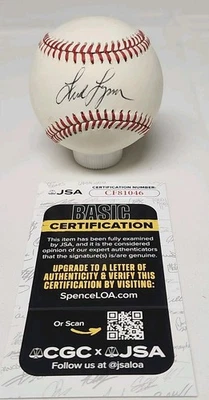 Fred Lynn
JSA
CERTIFICATION NUMBER
CF81046
BASIC
CERTIFICATION
This item has been fully examined
by JSA, and it is the considered
opinion of our expert authenticators
that the signature(s) is/are genuine.
UPGRADE TO A LETTER OF
AUTHENTICITY & VERIFY THIS
CERTIFICATION BY VISITING:
SpenceLOA.com
Or Scan
CGC x JSA
Follow us at @jsaloa